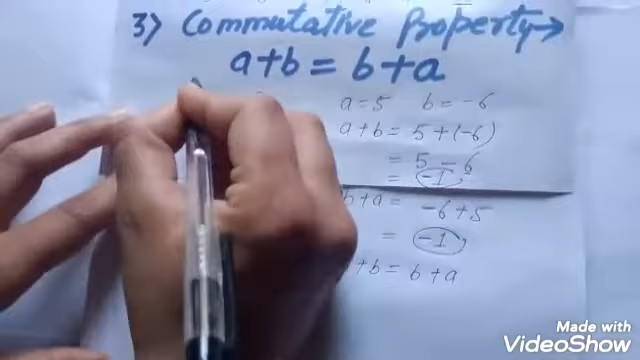 3) Commutative Property→
a+b = b+a
a = 5 b = -6
a+b = 5+(-6)
= 5 - 6
= -1
b+a = -6+5
= -1
+b = b+a
Made with
VideoShow